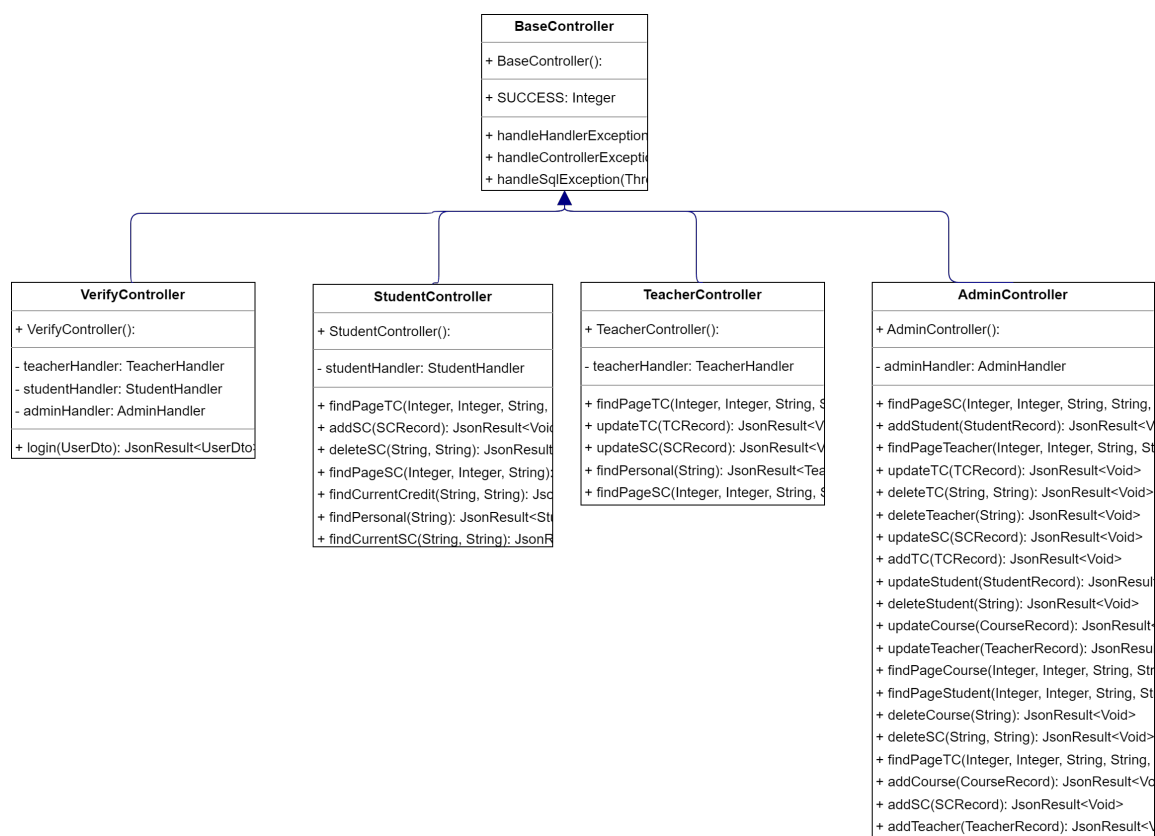 BaseController
+ BaseController():
+ SUCCESS: Integer
+ handleHandlerException
+ handleControllerExcepti
+ handleSqlException(Thr
VerifyController
+ VerifyController():
- teacherHandler: TeacherHandler
- studentHandler: StudentHandler
- adminHandler: AdminHandler
+ login(UserDto): JsonResult<UserDto>
StudentController
+ StudentController():
- studentHandler: StudentHandler
+ findPageTC(Integer, Integer, String,
+ addSC(SCRecord): JsonResult<Voi
+ deleteSC(String, String): JsonResult
+ findPageSC(Integer, Integer, String):
+ findCurrentCredit(String, String): Jso
+ findPersonal(String): JsonResult<Stu
+ findCurrentSC(String, String): JsonR
TeacherController
+ TeacherController():
- teacherHandler: TeacherHandler
+ findPageTC(Integer, Integer, String, S
+ updateTC(TCRecord): JsonResult<V
+ updateSC(SCRecord): JsonResult<V
+ findPersonal(String): JsonResult<Tea
+ findPageSC(Integer, Integer, String, S
AdminController
+ AdminController():
- adminHandler: AdminHandler
+ findPageSC(Integer, Integer, String, String,
+ addStudent(StudentRecord): JsonResult<V
+ findPageTeacher(Integer, Integer, String, St
+ updateTC(TCRecord): JsonResult<Void>
+ deleteTC(String, String): JsonResult<Void>
+ deleteTeacher(String): JsonResult<Void>
+ updateSC(SCRecord): JsonResult<Void>
+ addTC(TCRecord): JsonResult<Void>
+ updateStudent(StudentRecord): JsonResul
+ deleteStudent(String): JsonResult<Void>
+ updateCourse(CourseRecord): JsonResult<
+ updateTeacher(TeacherRecord): JsonResu
+ findPageCourse(Integer, Integer, String, Str
+ findPageStudent(Integer, Integer, String, St
+ deleteCourse(String): JsonResult<Void>
+ deleteSC(String, String): JsonResult<Void>
+ findPageTC(Integer, Integer, String, String,
+ addCourse(CourseRecord): JsonResult<Vo
+ addSC(SCRecord): JsonResult<Void>
+ addTeacher(TeacherRecord): JsonResult<V